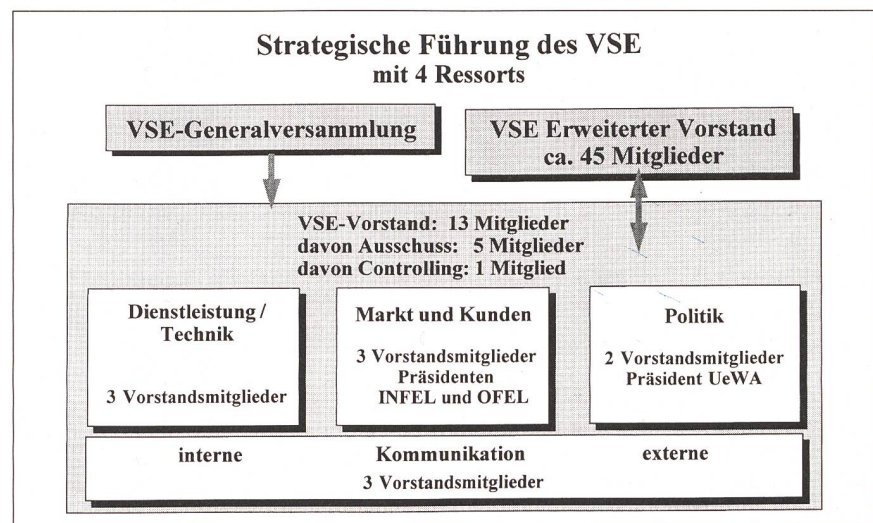 Strategische Führung des VSE
mit 4 Ressorts
VSE-Generalversammlung
VSE Erweiterter Vorstand
ca. 45 Mitglieder
VSE-Vorstand: 13 Mitglieder
davon Ausschuss: 5 Mitglieder
davon Controlling: 1 Mitglied
Dienstleistung /
Technik
3 Vorstandsmitglieder
Markt und Kunden
3 Vorstandsmitglieder
Präsidenten
INFEL und OFEL
Politik
2 Vorstandsmitglieder
Präsident UeWA
interne Kommunikation externe
3 Vorstandsmitglieder